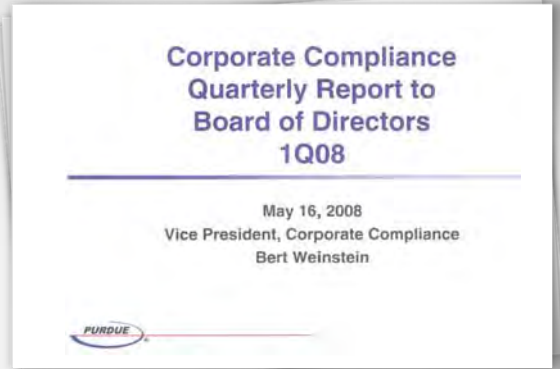 Corporate Compliance
Quarterly Report to
Board of Directors
1Q08
May 16, 2008
Vice President, Corporate Compliance
Bert Weinstein
PURDUE
®